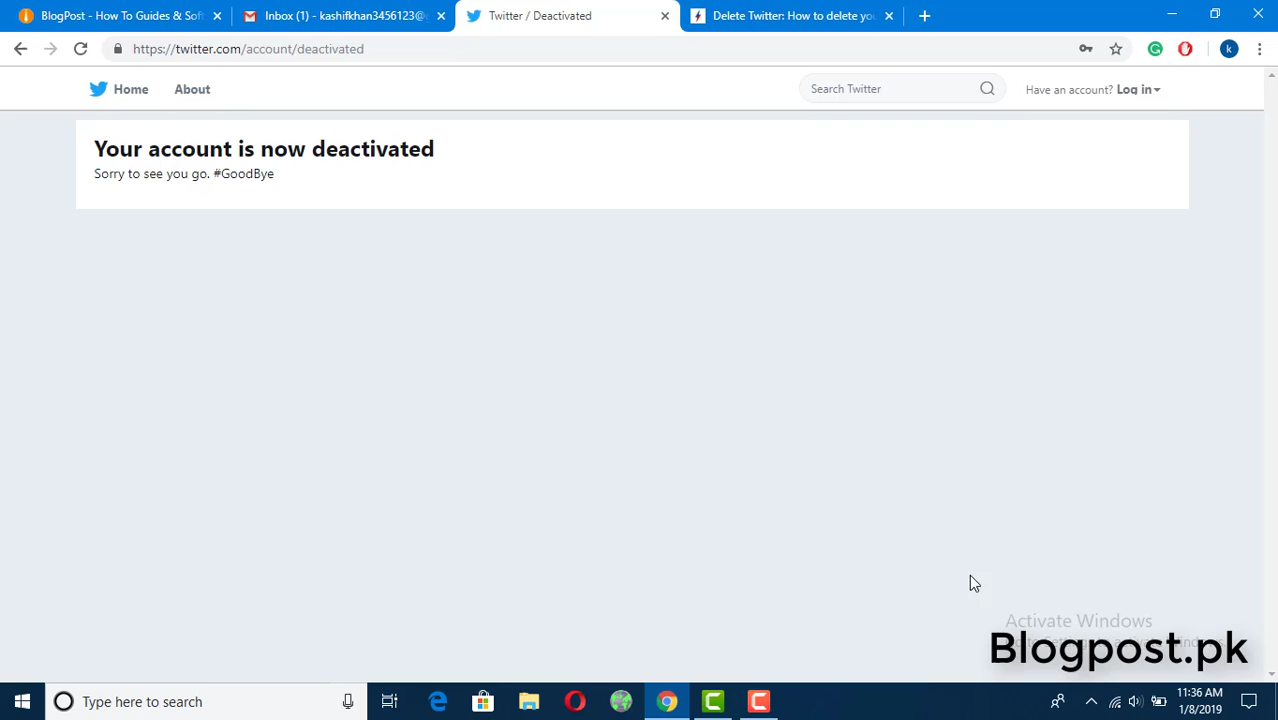 BlogPost - How To Guides & Soft
Inbox (1) - kashifkhan3456123@g
Twitter / Deactivated
Delete Twitter: How to delete you
https://twitter.com/account/deactivated
k
Home
About
Search Twitter
Have an account? Log in
Your account is now deactivated
Sorry to see you go. #GoodBye
Activate Windows
Blogpost.pk
Type here to search
11:36 AM
1/8/2019